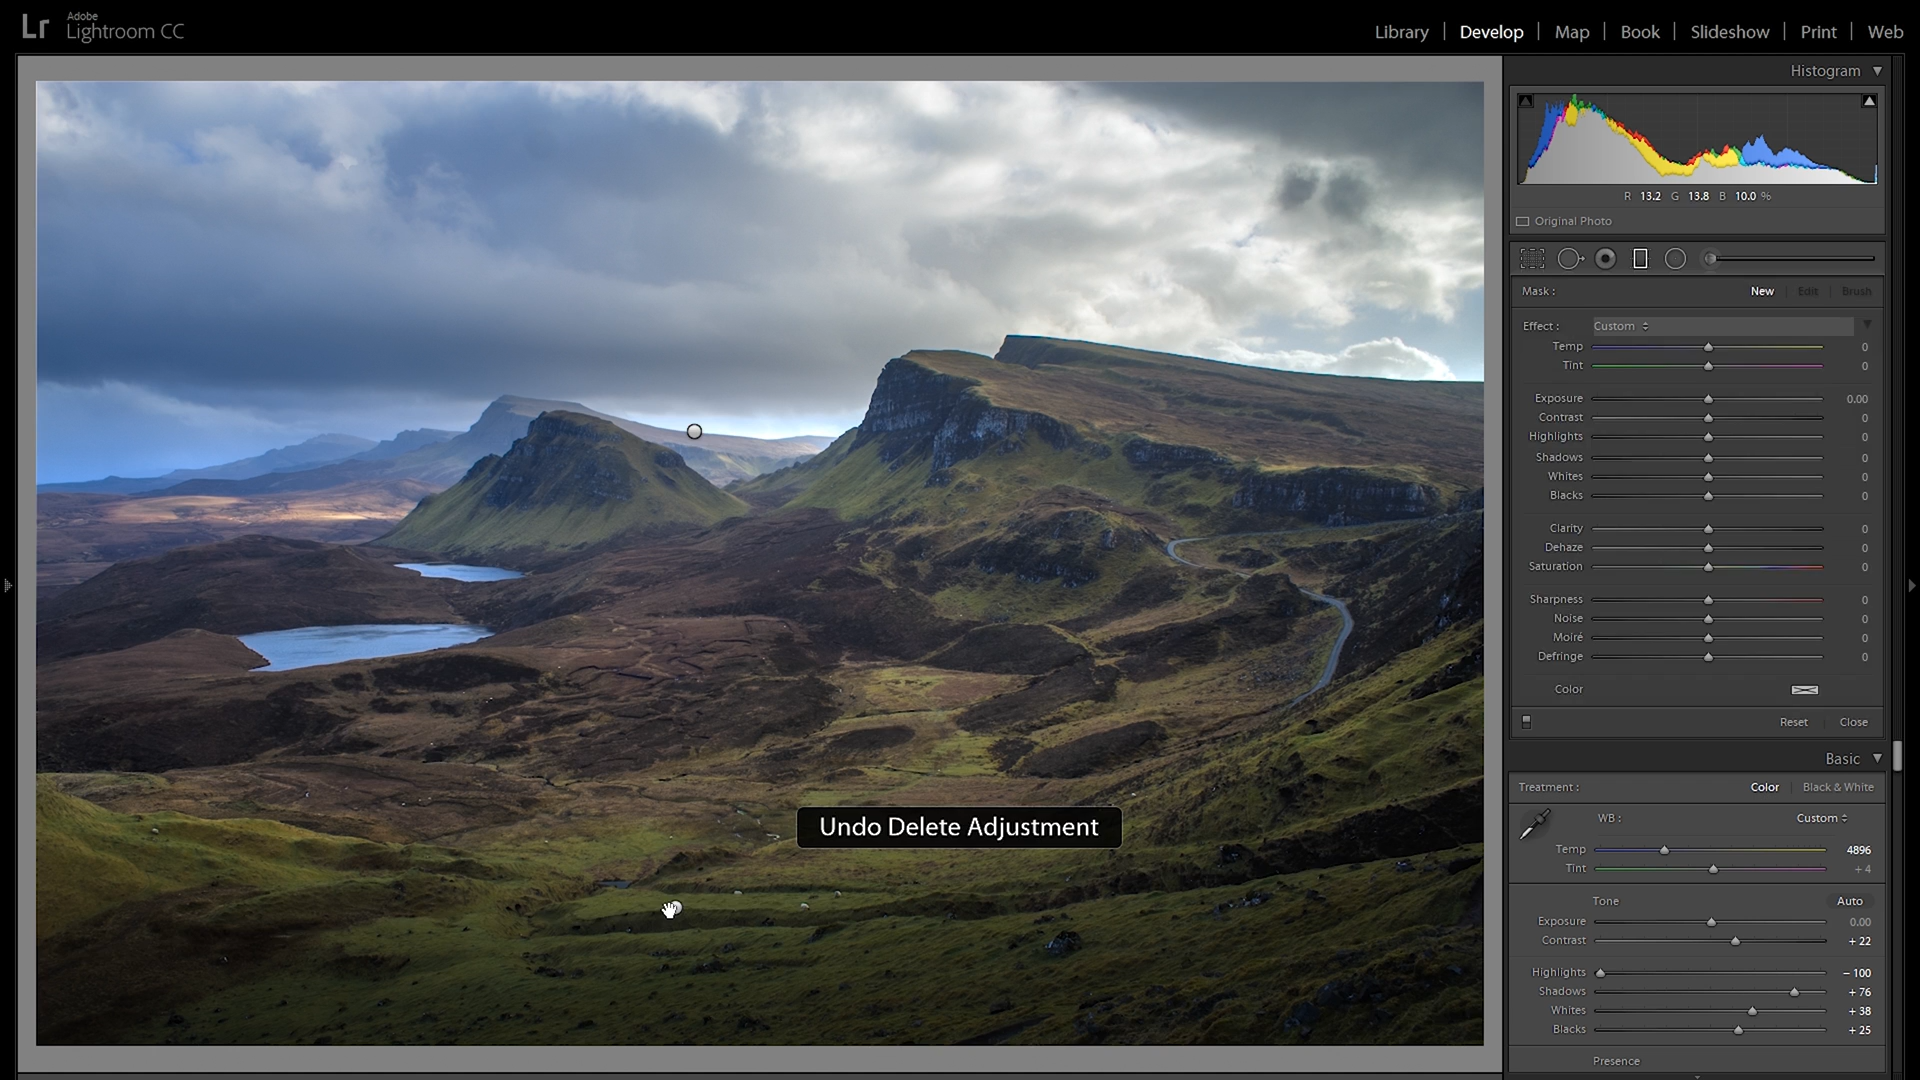 Lr Adobe
Lightroom CC
Library | Develop | Map | Book | Slideshow | Print | Web
Histogram
R 13.2 G 13.8 B 10.0 %
Original Photo
Mask : New | Edit | Brush
Effect : Custom
Temp 0
Tint 0
Exposure 0.00
Contrast 0
Highlights 0
Shadows 0
Whites 0
Blacks 0
Clarity 0
Dehaze 0
Saturation 0
Sharpness 0
Noise 0
Moiré 0
Defringe 0
Color
Reset Close
Basic
Treatment : Color | Black & White
WB : Custom
Temp 4896
Tint + 4
Tone Auto
Exposure 0.00
Contrast + 22
Highlights – 100
Shadows + 76
Whites + 38
Blacks + 25
Presence
Undo Delete Adjustment